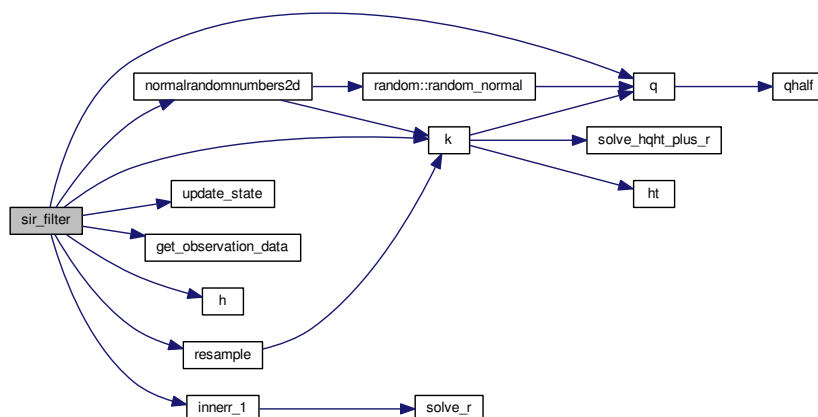 normalrandomnumbers2d
random::random_normal
q
qhalf
k
solve_hqht_plus_r
update_state
ht
sir_filter
get_observation_data
h
resample
innerr_1
solve_r